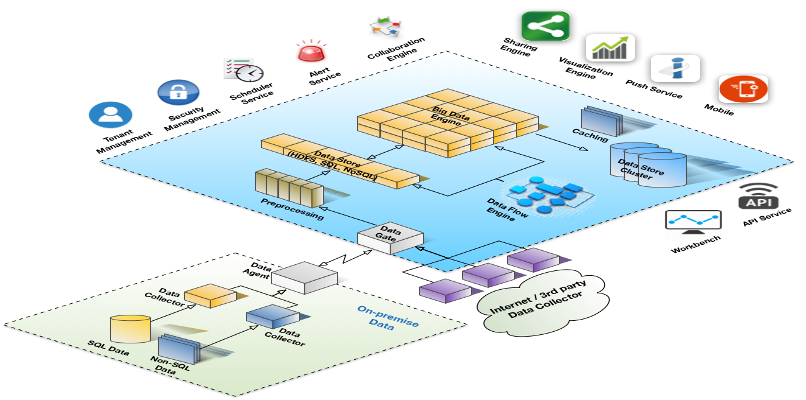 Sharing
Engine
Visualization
Engine
Push Service
Mobile
Collaboration
Engine
Alert
Service
Scheduler
Service
Security
Management
Tenant
Management
Big Data
Engine
Caching
Data Store
Cluster
Data Store
(HDFS, SQL, NoSQL)
Preprocessing
Data Flow
Engine
API
API Service
Workbench
Data
Gate
Data
Agent
Internet / 3rd party
Data Collector
Data
Collector
Data
Collector
On-premise
Data
SQL Data
Non-SQL
Data